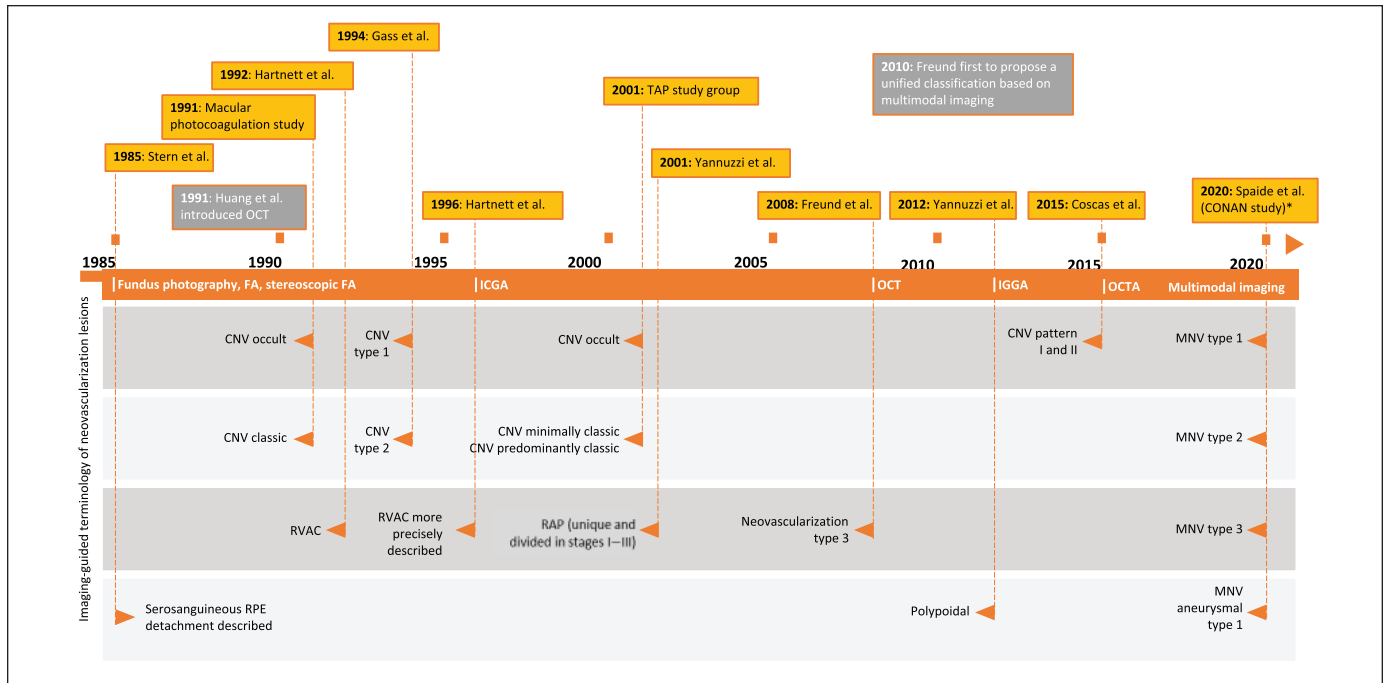 1994: Gass et al.
1992: Hartnett et al.
1991: Macular
photocoagulation study
1985: Stern et al.
1991: Huang et al.
introduced OCT
1996: Hartnett et al.
2001: TAP study group
2001: Yannuzzi et al.
2010: Freund first to propose a
unified classification based on
multimodal imaging
2008: Freund et al.
2012: Yannuzzi et al.
2015: Coscas et al.
2020: Spaide et al.
(CONAN study)*
1985
1990
1995
2000
2005
2010
2015
2020
Fundus photography, FA, stereoscopic FA
ICGA
OCT
IGGA
OCTA
Multimodal imaging
Imaging-guided terminology of neovascularization lesions
CNV occult
CNV
type 1
CNV occult
CNV pattern
I and II
MNV type 1
CNV classic
CNV
type 2
CNV minimally classic
CNV predominantly classic
MNV type 2
RVAC
RVAC more
precisely
described
RAP (unique and
divided in stages I–III)
Neovascularization
type 3
MNV type 3
Serosanguineous RPE
detachment described
Polypoidal
MNV
aneurysmal
type 1